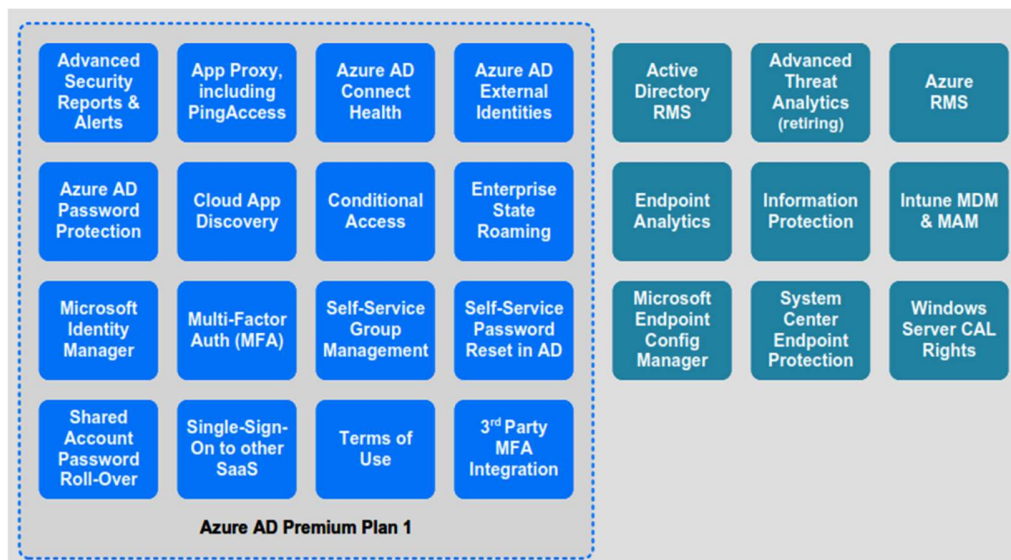 Advanced
Security
Reports &
Alerts
App Proxy,
including
PingAccess
Azure AD
Connect
Health
Azure AD
External
Identities
Active
Directory
RMS
Advanced
Threat
Analytics
(retiring)
Azure
RMS
Azure AD
Password
Protection
Cloud App
Discovery
Conditional
Access
Enterprise
State
Roaming
Endpoint
Analytics
Information
Protection
Intune MDM
& MAM
Microsoft
Identity
Manager
Multi-Factor
Auth (MFA)
Self-Service
Group
Management
Self-Service
Password
Reset in AD
Microsoft
Endpoint
Config
Manager
System
Center
Endpoint
Protection
Windows
Server CAL
Rights
Shared
Account
Password
Roll-Over
Single-Sign-
On to other
SaaS
Terms of
Use
3rd Party
MFA
Integration
Azure AD Premium Plan 1